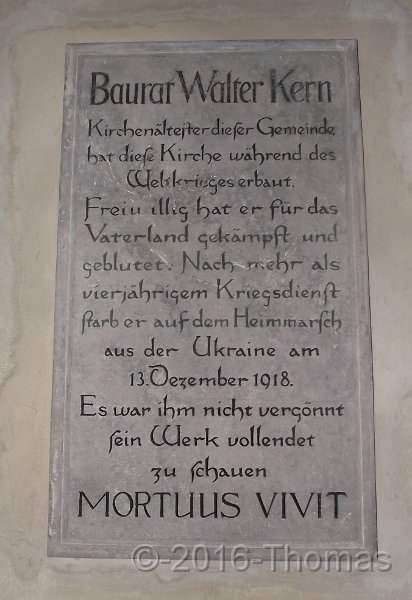 Baurat Walter Kern
Kirchenältester dieser Gemeinde
hat diese Kirche während des
Weltkrieges erbaut.
Freiwillig hat er für das
Vaterland gekämpft und
geblutet. Nach mehr als
vierjährigem Kriegsdienst
starb er auf dem Heimmarsch
aus der Ukraine am
13. Dezember 1918.
Es war ihm nicht vergönnt
sein Werk vollendet
zu schauen
MORTUUS VIVIT
©-2016-Thomas